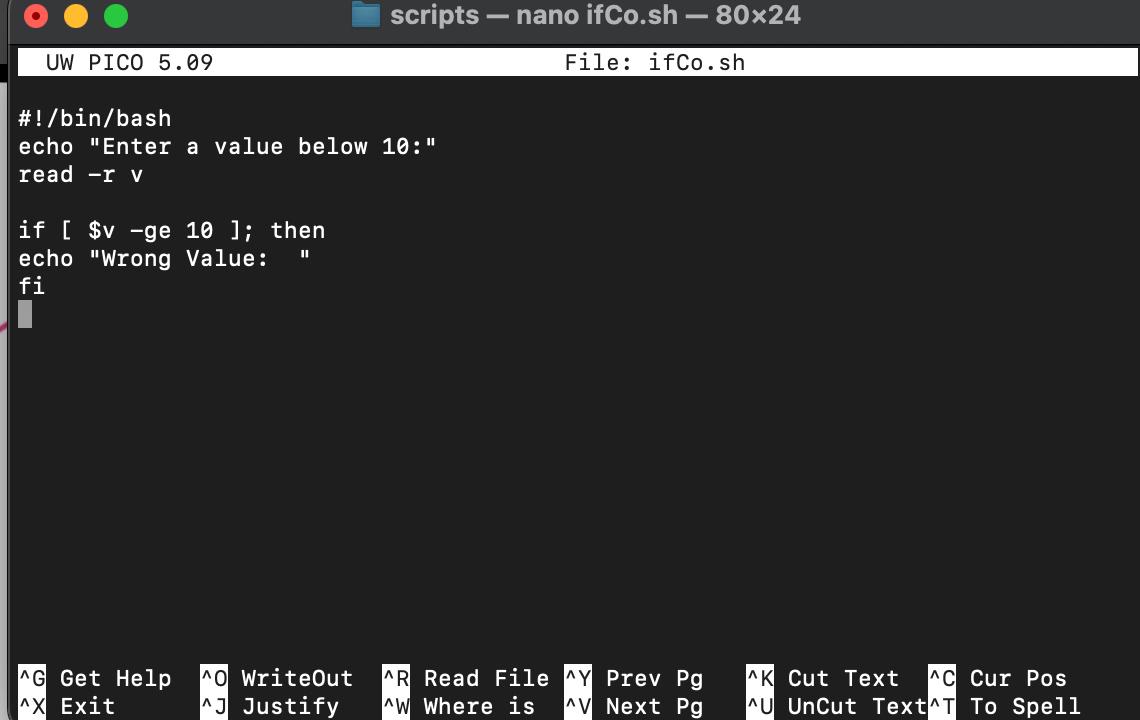 scripts — nano ifCo.sh — 80×24
UW PICO 5.09 File: ifCo.sh
#!/bin/bash
echo "Enter a value below 10:"
read -r v
if [ $v -ge 10 ]; then
echo "Wrong Value:  "
fi
^G Get Help ^O WriteOut ^R Read File ^Y Prev Pg ^K Cut Text ^C Cur Pos
^X Exit ^J Justify ^W Where is ^V Next Pg ^U UnCut Text ^T To Spell